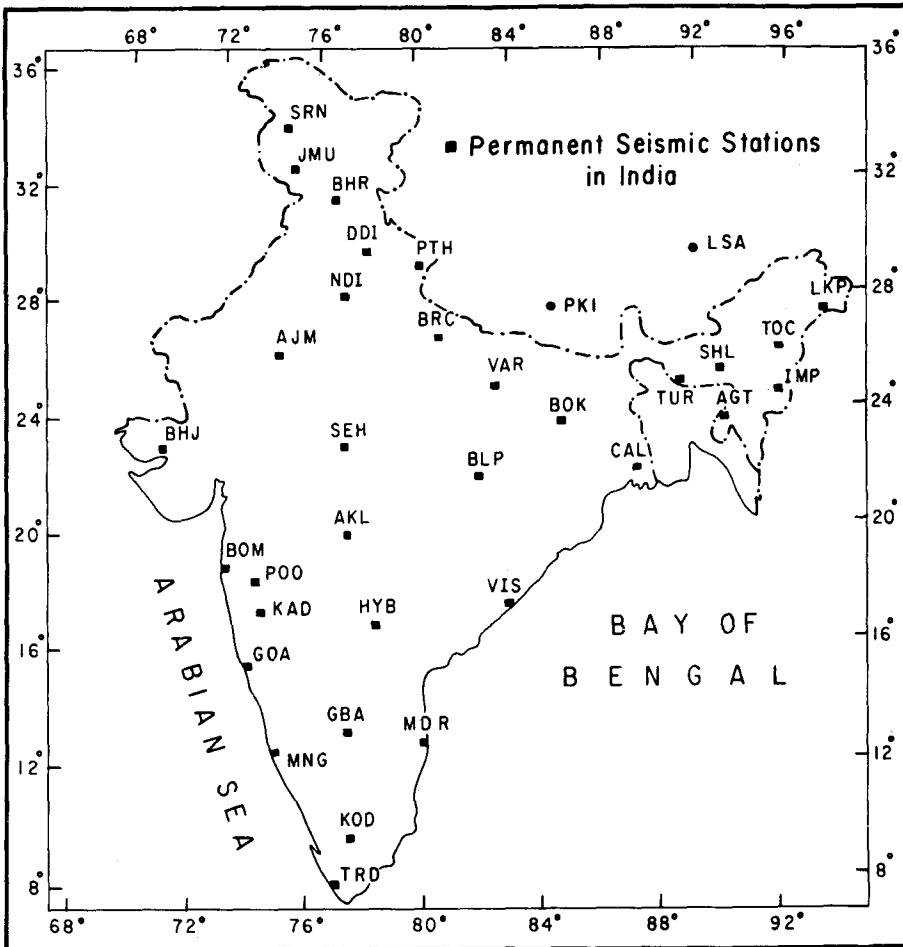 68° 72° 76° 80° 84° 88° 92° 96°
36° 36°
SRN
JMU
■ Permanent Seismic Stations
in India
32° 32°
BHR
DDI
PTH
LSA
NDI
28° 28°
PKI
LKP
BRC
TOC
AJM
SHL
VAR
IMP
TUR
AGT
BOK
24° 24°
BHJ
SEH
CAL
BLP
AKL
20° 20°
BOM
POO
VIS
KAD
HYB
16° 16°
BAY OF
BENGAL
GOA
ARABIAN SEA
GBA
MDR
MNG
12° 12°
KOD
TRD
8° 8°
68° 72° 76° 80° 84° 88° 92°